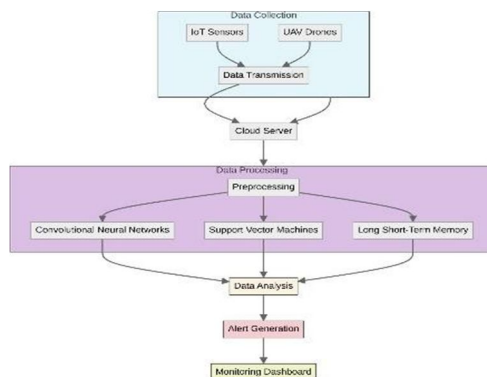 Data Collection
IoT Sensors
UAV Drones
Data Transmission
Cloud Server
Data Processing
Preprocessing
Convolutional Neural Networks
Support Vector Machines
Long Short-Term Memory
Data Analysis
Alert Generation
Monitoring Dashboard